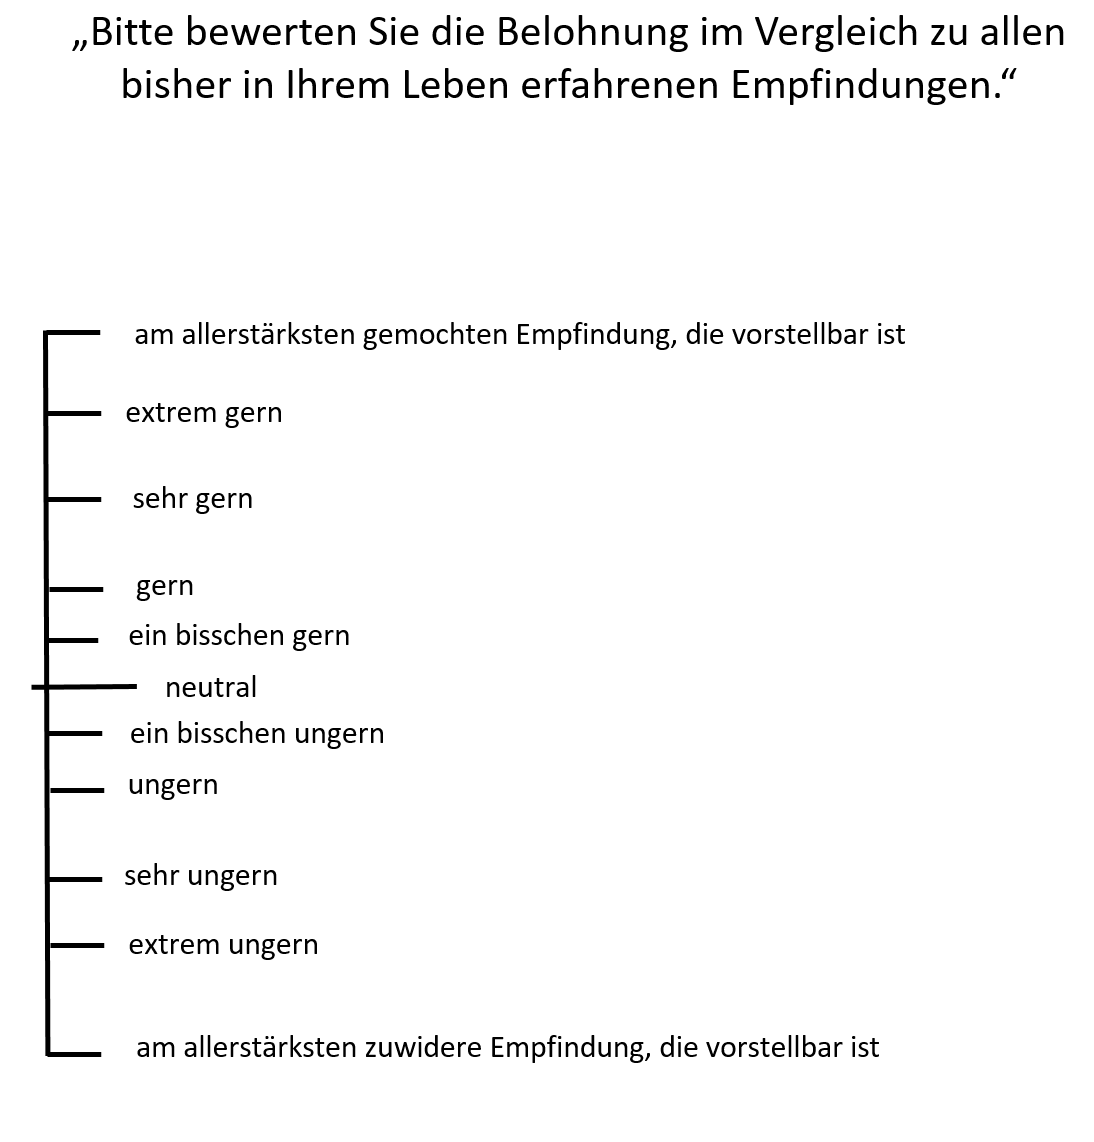 „Bitte bewerten Sie die Belohnung im Vergleich zu allen
bisher in Ihrem Leben erfahrenen Empfindungen.“
am allerstärksten gemochten Empfindung, die vorstellbar ist
extrem gern
sehr gern
gern
ein bisschen gern
neutral
ein bisschen ungern
ungern
sehr ungern
extrem ungern
am allerstärksten zuwidere Empfindung, die vorstellbar ist